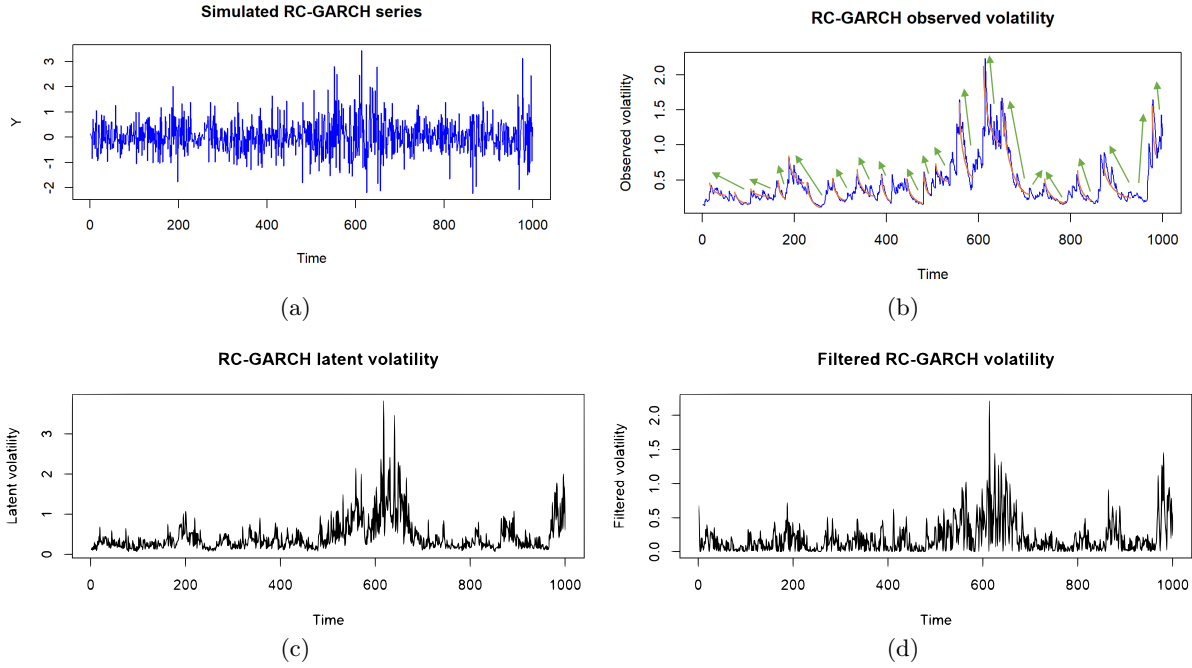 Simulated RC-GARCH series
Y
3
2
1
0
-1
-2
0 200 400 600 800 1000
Time
(a)
RC-GARCH observed volatility
Observed volatility
2.0
1.5
1.0
0.5
0 200 400 600 800 1000
Time
(b)
RC-GARCH latent volatility
Latent volatility
3
2
1
0
0 200 400 600 800 1000
Time
(c)
Filtered RC-GARCH volatility
Filtered volatility
2.0
1.5
1.0
0.5
0.0
0 200 400 600 800 1000
Time
(d)